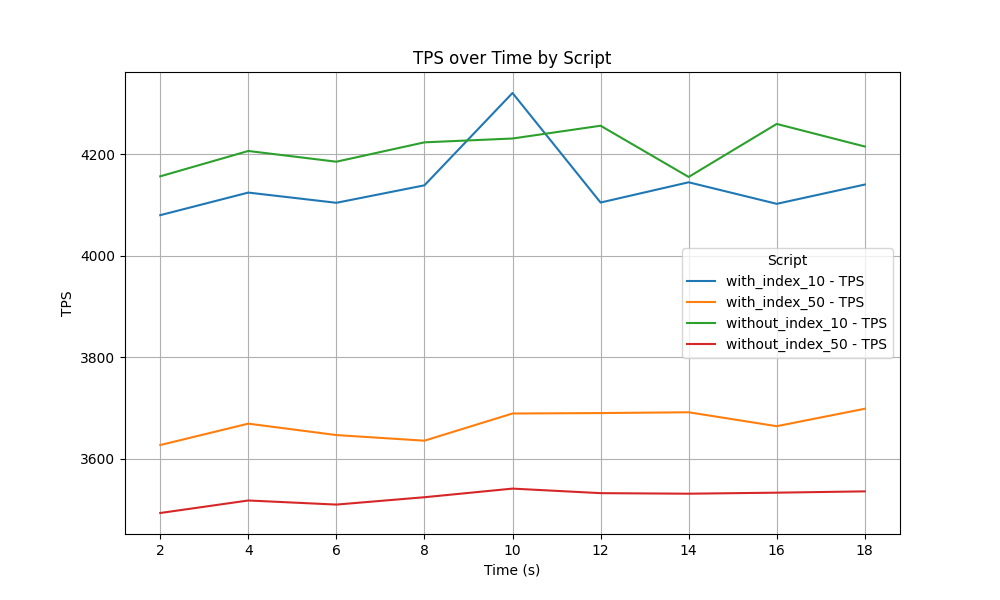 TPS over Time by Script
TPS
4200
4000
3800
3600
Script
with_index_10 - TPS
with_index_50 - TPS
without_index_10 - TPS
without_index_50 - TPS
2 4 6 8 10 12 14 16 18
Time (s)